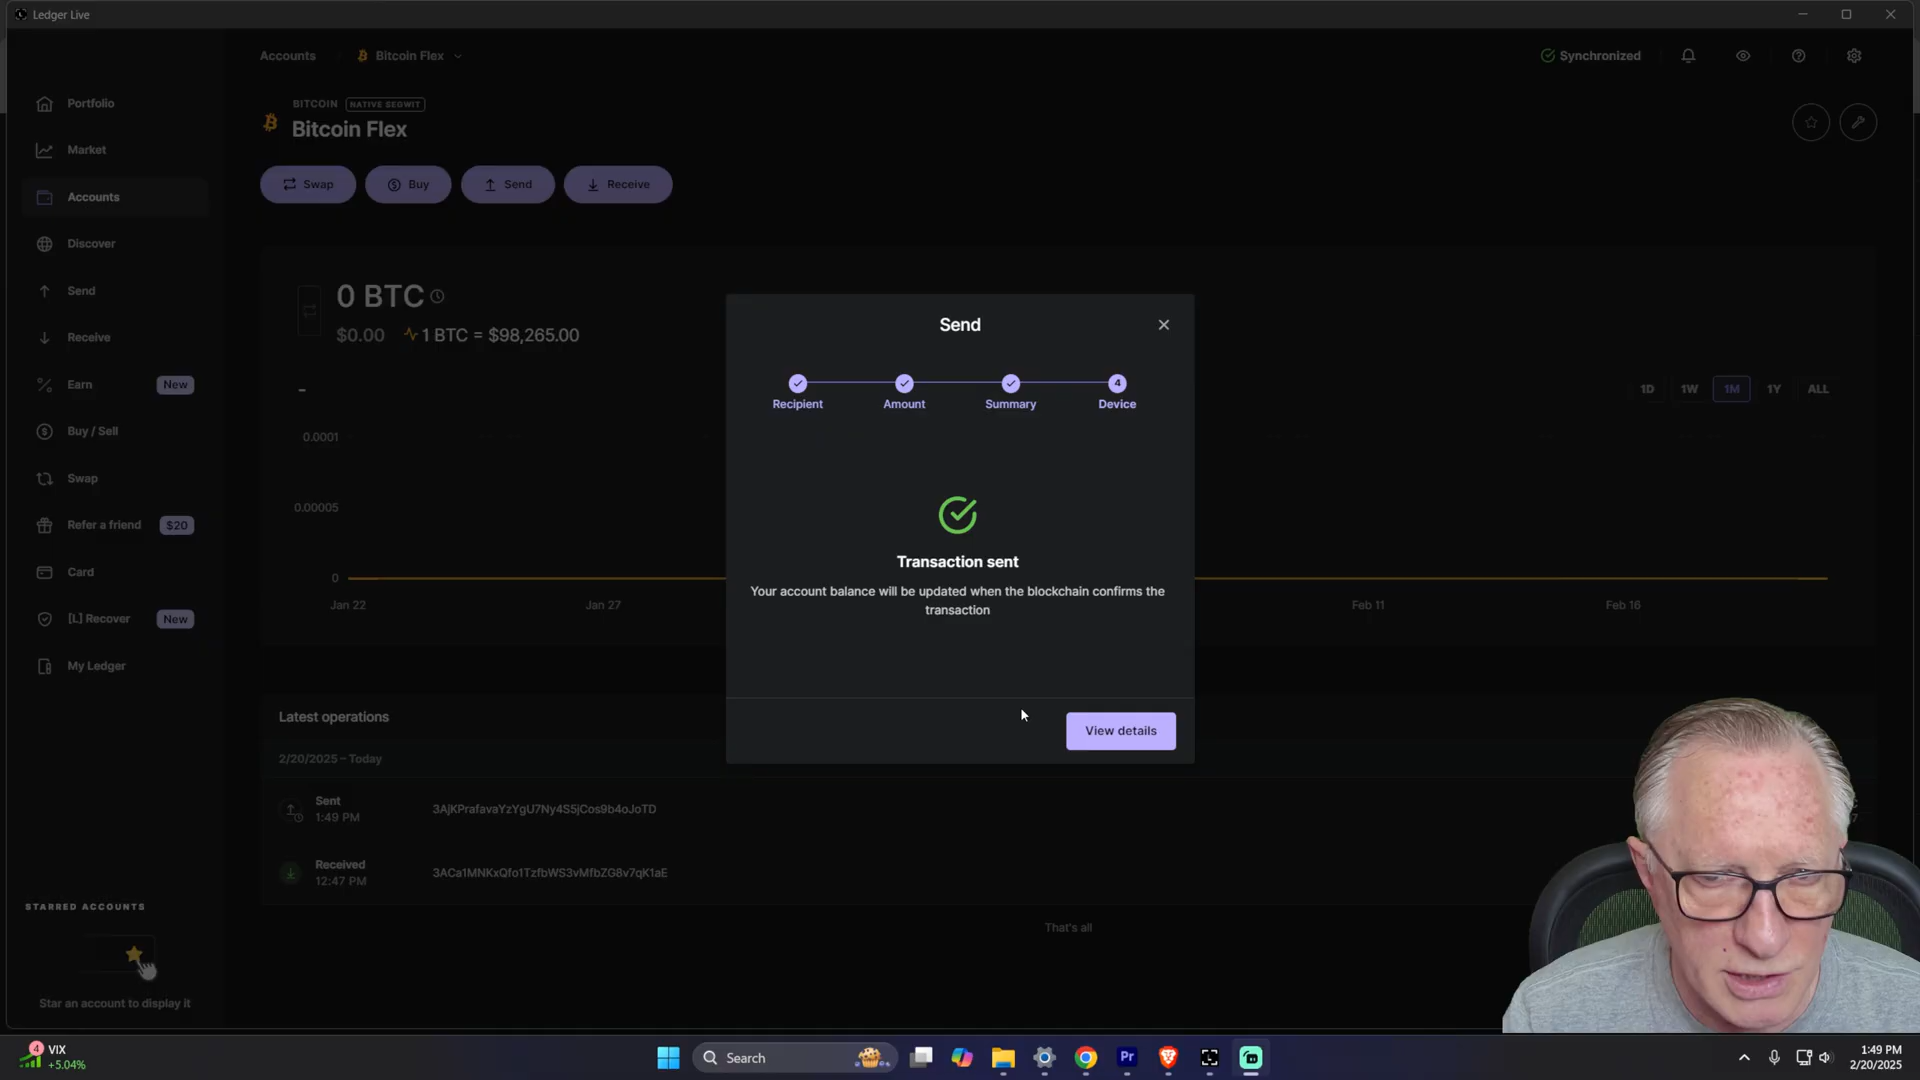 Ledger Live
Accounts
Bitcoin Flex
Synchronized
Portfolio
Market
Accounts
Discover
Send
Receive
Earn New
Buy / Sell
Swap
Refer a friend $20
Card
[L] Recover New
My Ledger
STARRED ACCOUNTS
Star an account to display it
BITCOIN NATIVE SEGWIT
Bitcoin Flex
Swap
Buy
Send
Receive
0 BTC
$0.00 1 BTC = $98,265.00
-
1D 1W 1M 1Y ALL
0.0001
0.00005
0
Jan 22 Jan 27 Feb 11 Feb 16
Send
Recipient Amount Summary 4 Device
Transaction sent
Your account balance will be updated when the blockchain confirms the
transaction
View details
Latest operations
2/20/2025 – Today
Sent
1:49 PM
3AjKPrafavaYzYgU7Ny4S5jCos9b4oJoTD
Received
12:47 PM
3ACa1MNKxQfo1TzfbWS3vMfbZG8v7qK1aE
That's all
4
VIX
+5.04%
Search
Pr
1:49 PM
2/20/2025